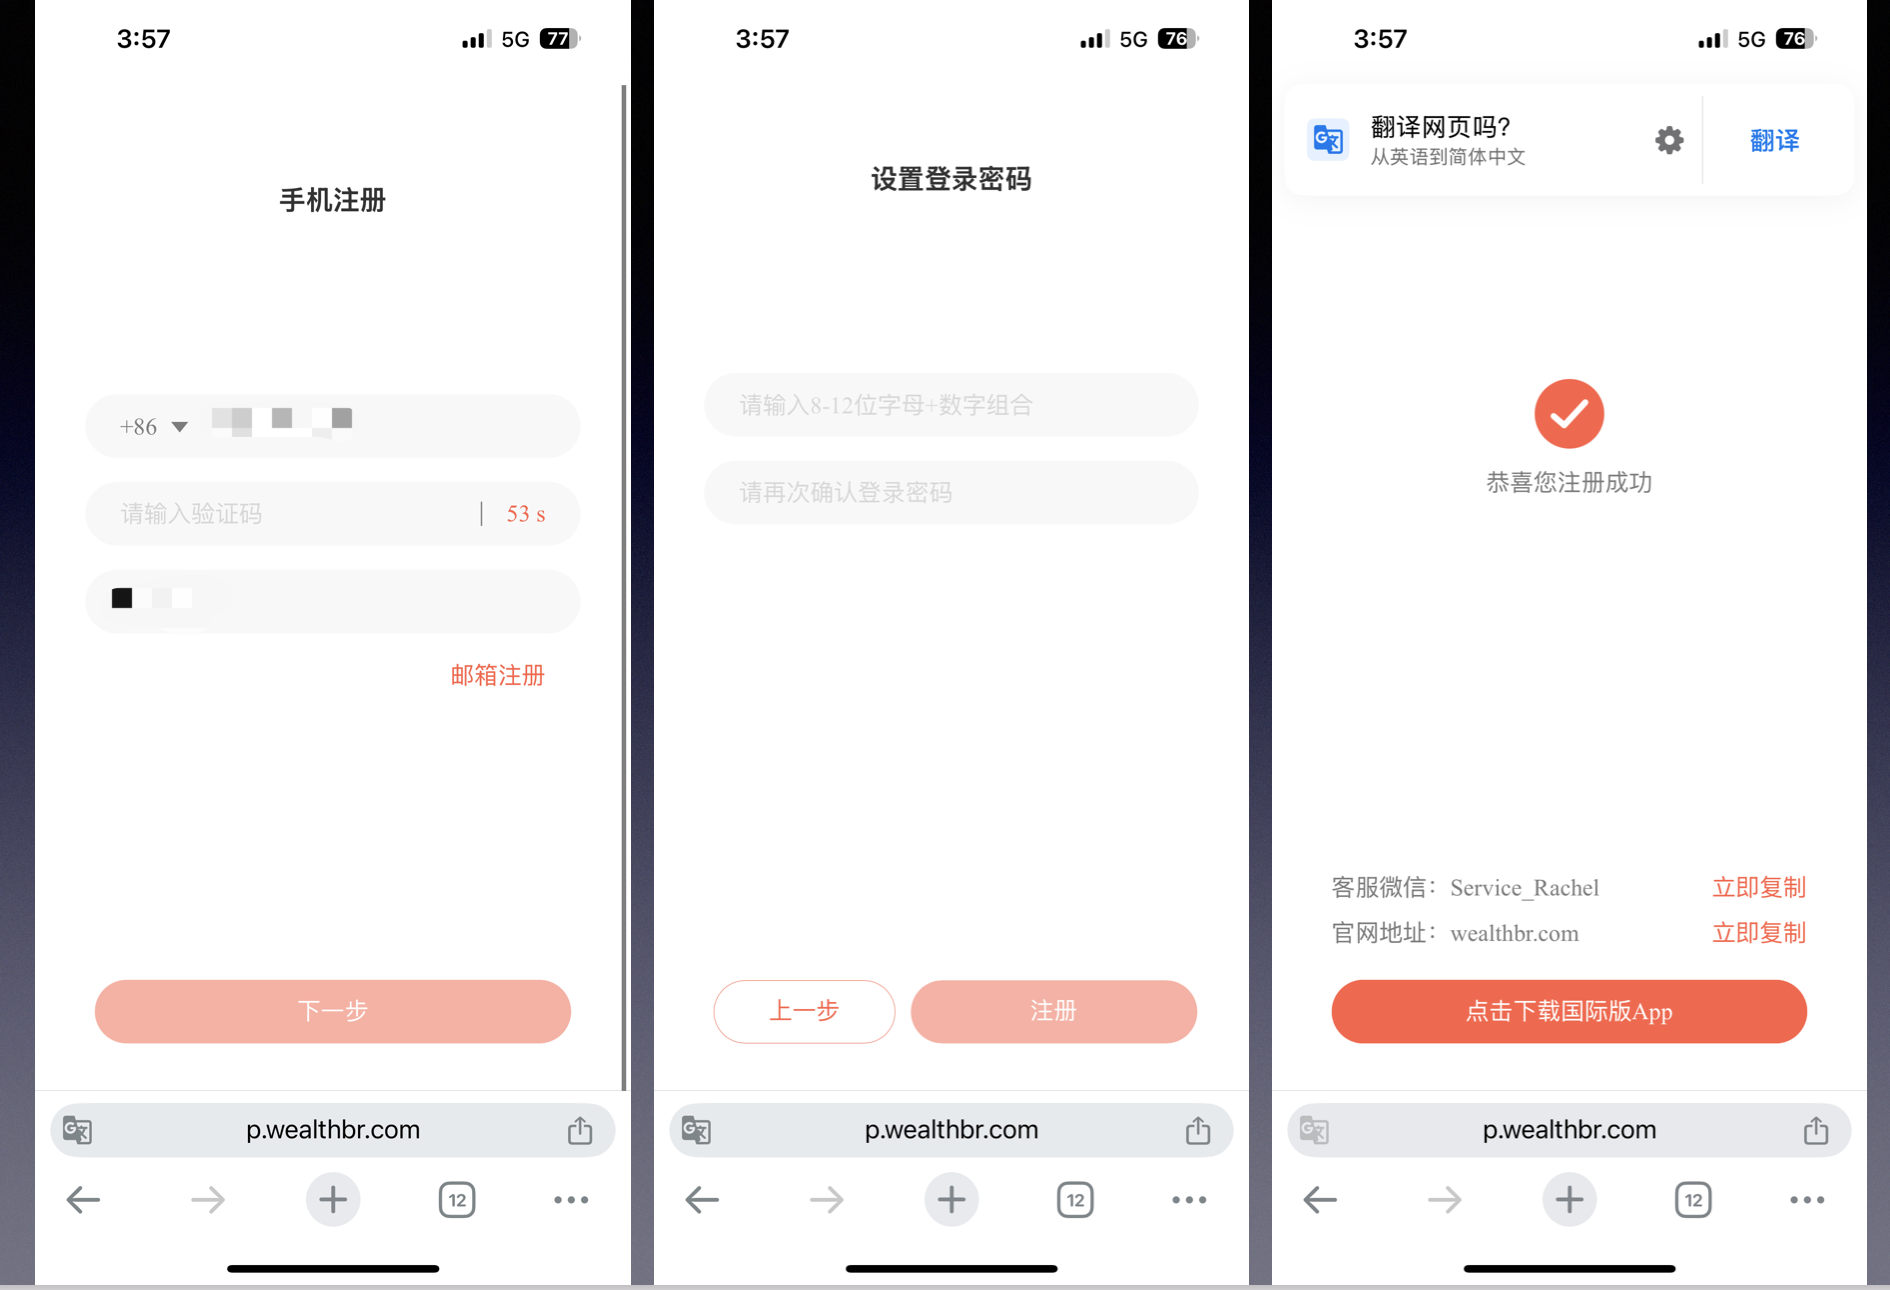 3:57
5G 77
手机注册
+86
请输入验证码 | 53 s
邮箱注册
下一步
p.wealthbr.com
12
3:57
5G 76
设置登录密码
请输入8-12位字母+数字组合
请再次确认登录密码
上一步 注册
p.wealthbr.com
12
3:57
5G 76
翻译网页吗?
从英语到简体中文
翻译
恭喜您注册成功
客服微信：Service_Rachel 立即复制
官网地址：wealthbr.com 立即复制
点击下载国际版App
p.wealthbr.com
12